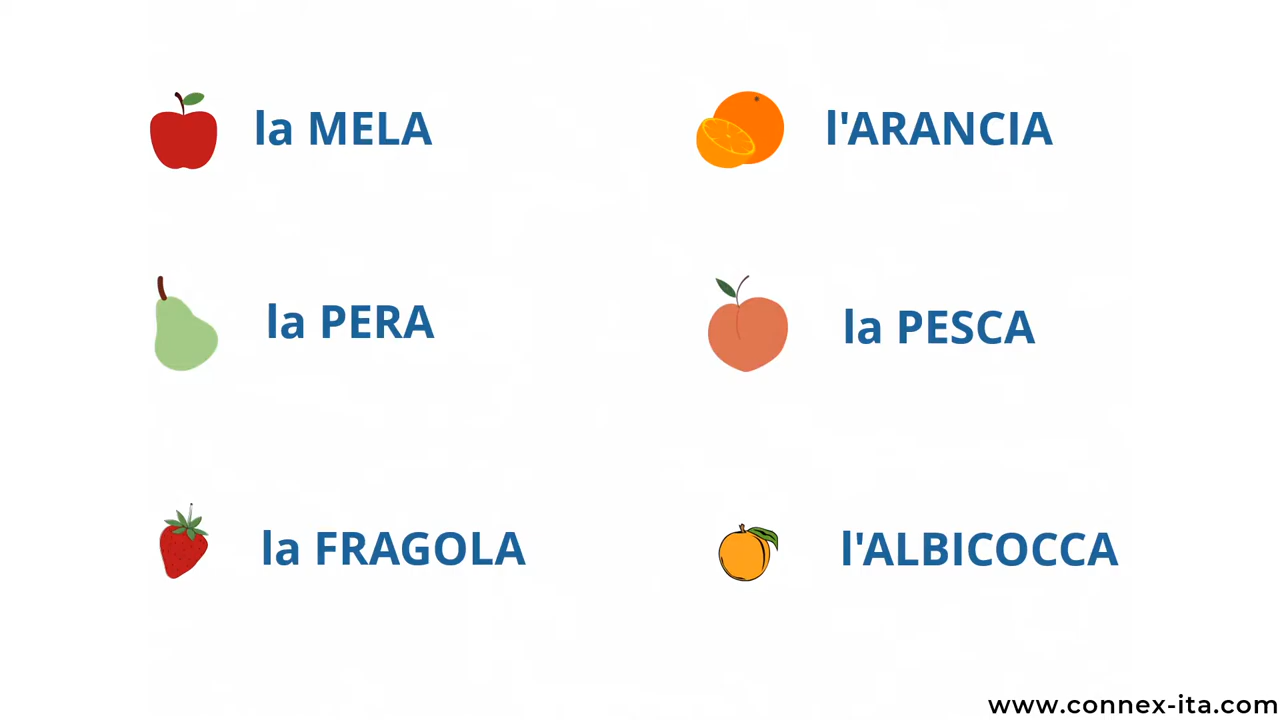 la MELA
l'ARANCIA
la PERA
la PESCA
la FRAGOLA
l'ALBICOCCA
www.connex-ita.com